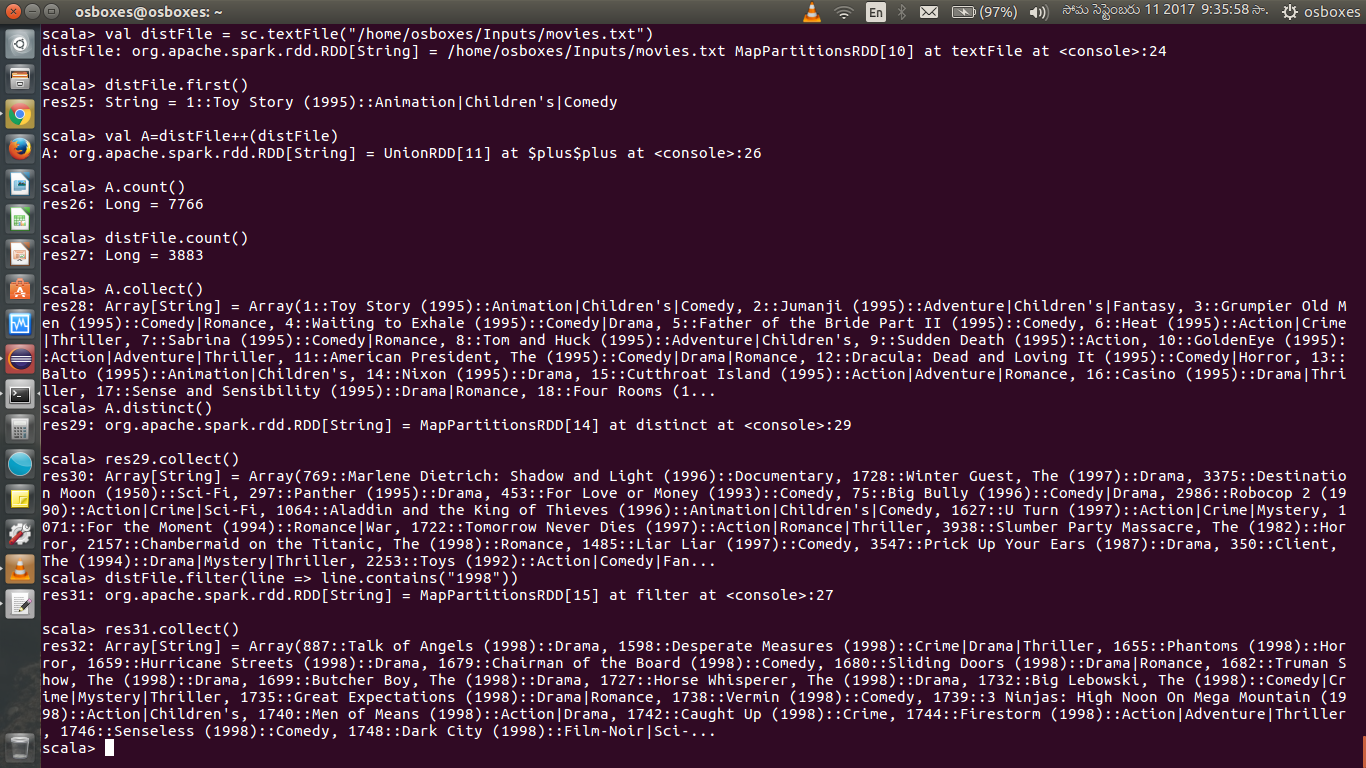 osboxes@osboxes: ~
En
(97%)
సోమ సెప్టెంబరు 11 2017 9:35:58 సా.
osboxes
scala> val distFile = sc.textFile("/home/osboxes/Inputs/movies.txt")
distFile: org.apache.spark.rdd.RDD[String] = /home/osboxes/Inputs/movies.txt MapPartitionsRDD[10] at textFile at <console>:24
scala> distFile.first()
res25: String = 1::Toy Story (1995)::Animation|Children's|Comedy
scala> val A=distFile++(distFile)
A: org.apache.spark.rdd.RDD[String] = UnionRDD[11] at $plus$plus at <console>:26
scala> A.count()
res26: Long = 7766
scala> distFile.count()
res27: Long = 3883
scala> A.collect()
res28: Array[String] = Array(1::Toy Story (1995)::Animation|Children's|Comedy, 2::Jumanji (1995)::Adventure|Children's|Fantasy, 3::Grumpier Old M
en (1995)::Comedy|Romance, 4::Waiting to Exhale (1995)::Comedy|Drama, 5::Father of the Bride Part II (1995)::Comedy, 6::Heat (1995)::Action|Crime
|Thriller, 7::Sabrina (1995)::Comedy|Romance, 8::Tom and Huck (1995)::Adventure|Children's, 9::Sudden Death (1995)::Action, 10::GoldenEye (1995):
:Action|Adventure|Thriller, 11::American President, The (1995)::Comedy|Drama|Romance, 12::Dracula: Dead and Loving It (1995)::Comedy|Horror, 13::
Balto (1995)::Animation|Children's, 14::Nixon (1995)::Drama, 15::Cutthroat Island (1995)::Action|Adventure|Romance, 16::Casino (1995)::Drama|Thri
ller, 17::Sense and Sensibility (1995)::Drama|Romance, 18::Four Rooms (1...
scala> A.distinct()
res29: org.apache.spark.rdd.RDD[String] = MapPartitionsRDD[14] at distinct at <console>:29
scala> res29.collect()
res30: Array[String] = Array(769::Marlene Dietrich: Shadow and Light (1996)::Documentary, 1728::Winter Guest, The (1997)::Drama, 3375::Destinatio
n Moon (1950)::Sci-Fi, 297::Panther (1995)::Drama, 453::For Love or Money (1993)::Comedy, 75::Big Bully (1996)::Comedy|Drama, 2986::Robocop 2 (19
90)::Action|Crime|Sci-Fi, 1064::Aladdin and the King of Thieves (1996)::Animation|Children's|Comedy, 1627::U Turn (1997)::Action|Crime|Mystery, 1
071::For the Moment (1994)::Romance|War, 1722::Tomorrow Never Dies (1997)::Action|Romance|Thriller, 3938::Slumber Party Massacre, The (1982)::Hor
ror, 2157::Chambermaid on the Titanic, The (1998)::Romance, 1485::Liar Liar (1997)::Comedy, 3547::Prick Up Your Ears (1987)::Drama, 350::Client,
The (1994)::Drama|Mystery|Thriller, 2253::Toys (1992)::Action|Comedy|Fan...
scala> distFile.filter(line => line.contains("1998"))
res31: org.apache.spark.rdd.RDD[String] = MapPartitionsRDD[15] at filter at <console>:27
scala> res31.collect()
res32: Array[String] = Array(887::Talk of Angels (1998)::Drama, 1598::Desperate Measures (1998)::Crime|Drama|Thriller, 1655::Phantoms (1998)::Hor
ror, 1659::Hurricane Streets (1998)::Drama, 1679::Chairman of the Board (1998)::Comedy, 1680::Sliding Doors (1998)::Drama|Romance, 1682::Truman S
how, The (1998)::Drama, 1699::Butcher Boy, The (1998)::Drama, 1727::Horse Whisperer, The (1998)::Drama, 1732::Big Lebowski, The (1998)::Comedy|Cr
ime|Mystery|Thriller, 1735::Great Expectations (1998)::Drama|Romance, 1738::Vermin (1998)::Comedy, 1739::3 Ninjas: High Noon On Mega Mountain (19
98)::Action|Children's, 1740::Men of Means (1998)::Action|Drama, 1742::Caught Up (1998)::Crime, 1744::Firestorm (1998)::Action|Adventure|Thriller
, 1746::Senseless (1998)::Comedy, 1748::Dark City (1998)::Film-Noir|Sci-...
scala>